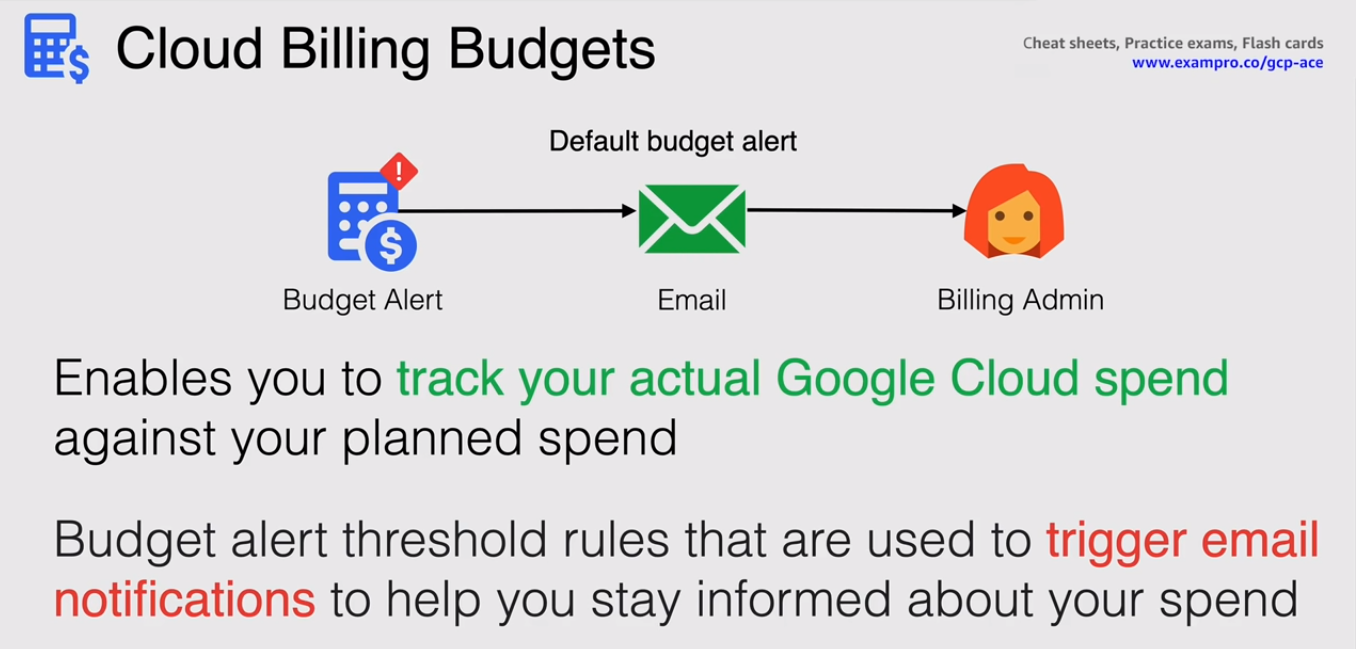 Cloud Billing Budgets
Cheat sheets, Practice exams, Flash cards
www.exampro.co/gcp-ace
Default budget alert
!
$
$
Budget Alert
Email
Billing Admin
Enables you to track your actual Google Cloud spend
against your planned spend
Budget alert threshold rules that are used to trigger email
notifications to help you stay informed about your spend